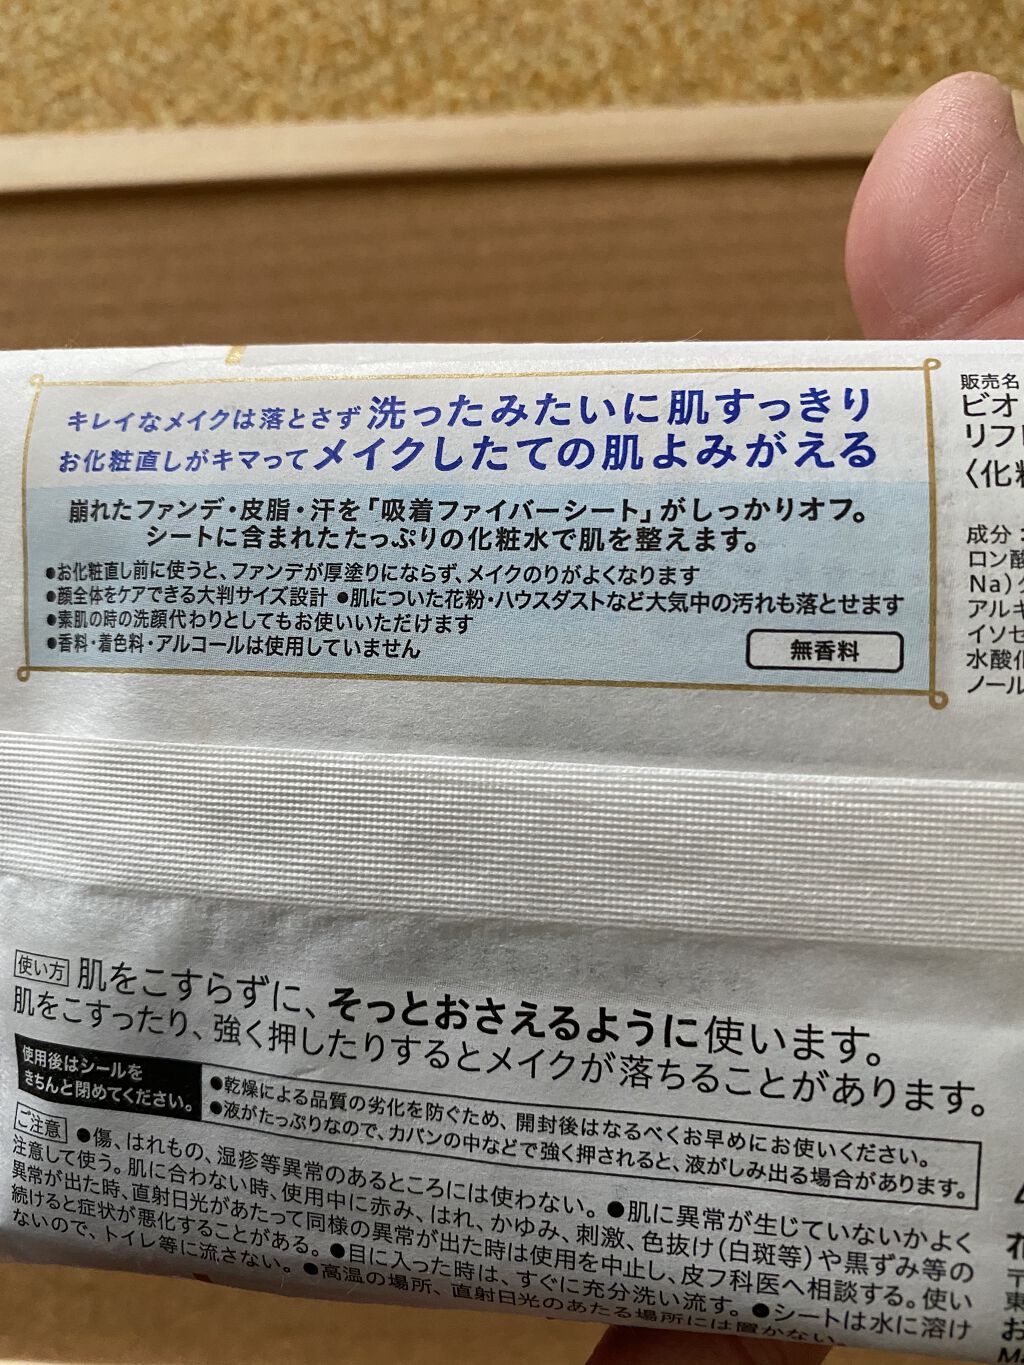 キレイなメイクは落とさず洗ったみたいに肌すっきり
お化粧直しがキマってメイクしたての肌よみがえる
崩れたファンデ・皮脂・汗を「吸着ファイバーシート」がしっかりオフ。
シートに含まれたたっぷりの化粧水で肌を整えます。
●お化粧直し前に使うと、ファンデが厚塗りにならず、メイクのりがよくなります
●顔全体をケアできる大判サイズ設計 ●肌についた花粉・ハウスダストなど大気中の汚れも落とせます
●素肌の時の洗顔代わりとしてもお使いいただけます
●香料・着色料・アルコールは使用していません
無香料
販売名
ビオ
リフ
〈化粧
成分：
ロン酸
Na）
アルキ
イソセ
水酸化
ノール
使い方 肌をこすらずに、そっとおさえるように使います。
肌をこすったり、強く押したりするとメイクが落ちることがあります。
使用後はシールを
きちんと閉めてください。
●乾燥による品質の劣化を防ぐため、開封後はなるべくお早めにお使いください。
●液がたっぷりなので、カバンの中などで強く押されると、液がしみ出る場合があります。
ご注意 ●傷、はれもの、湿疹等異常のあるところには使わない。●肌に異常が生じていないかよく
注意して使う。肌に合わない時、使用中に赤み、はれ、かゆみ、刺激、色抜け（白斑等）や黒ずみ等の
異常が出た時、直射日光があたって同様の異常が出た時は使用を中止し、皮フ科医へ相談する。使い
続けると症状が悪化することがある。●目に入った時は、すぐに充分洗い流す。●シートは水に溶け
ないので、トイレ等に流さない。●高温の場所、直射日光のあたる場所には置かない。
花
〒
東
お